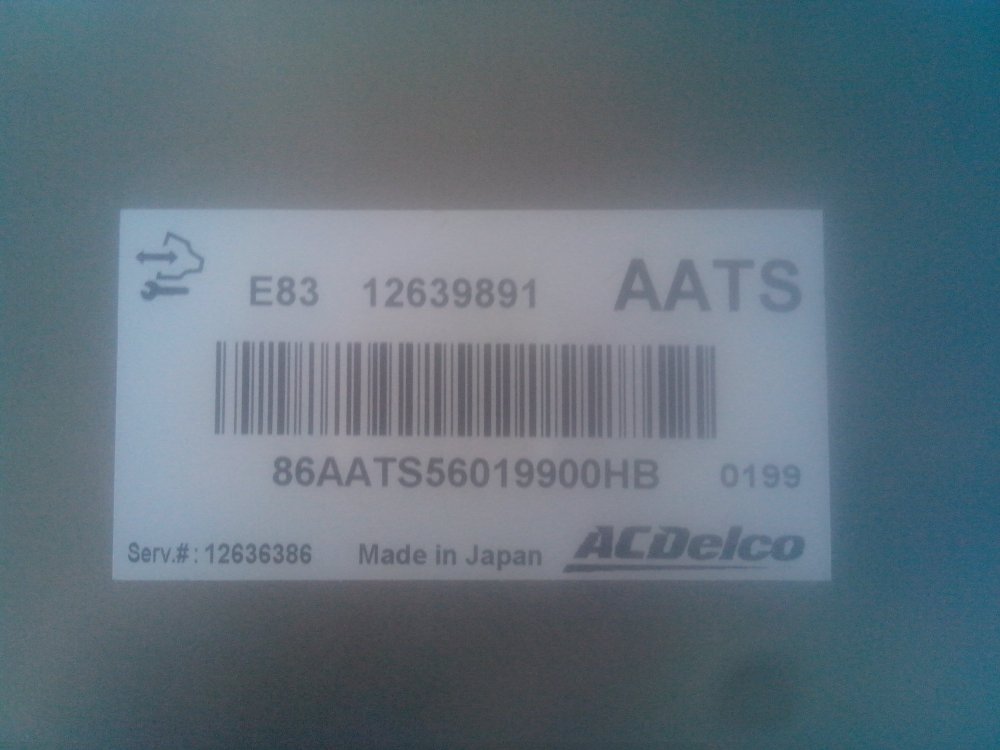 E83 12639891 AATS
86AATS56019900HB 0199
Serv.#: 12636386 Made in Japan ACDelco